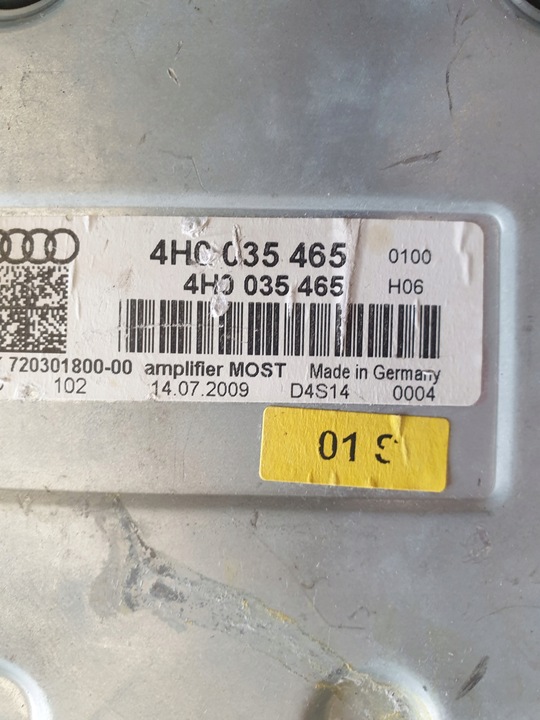 4H0 035 465 0100
4H0 035 465 H06
720301800-00 amplifier MOST Made in Germany
102 14.07.2009 D4S14 0004
01